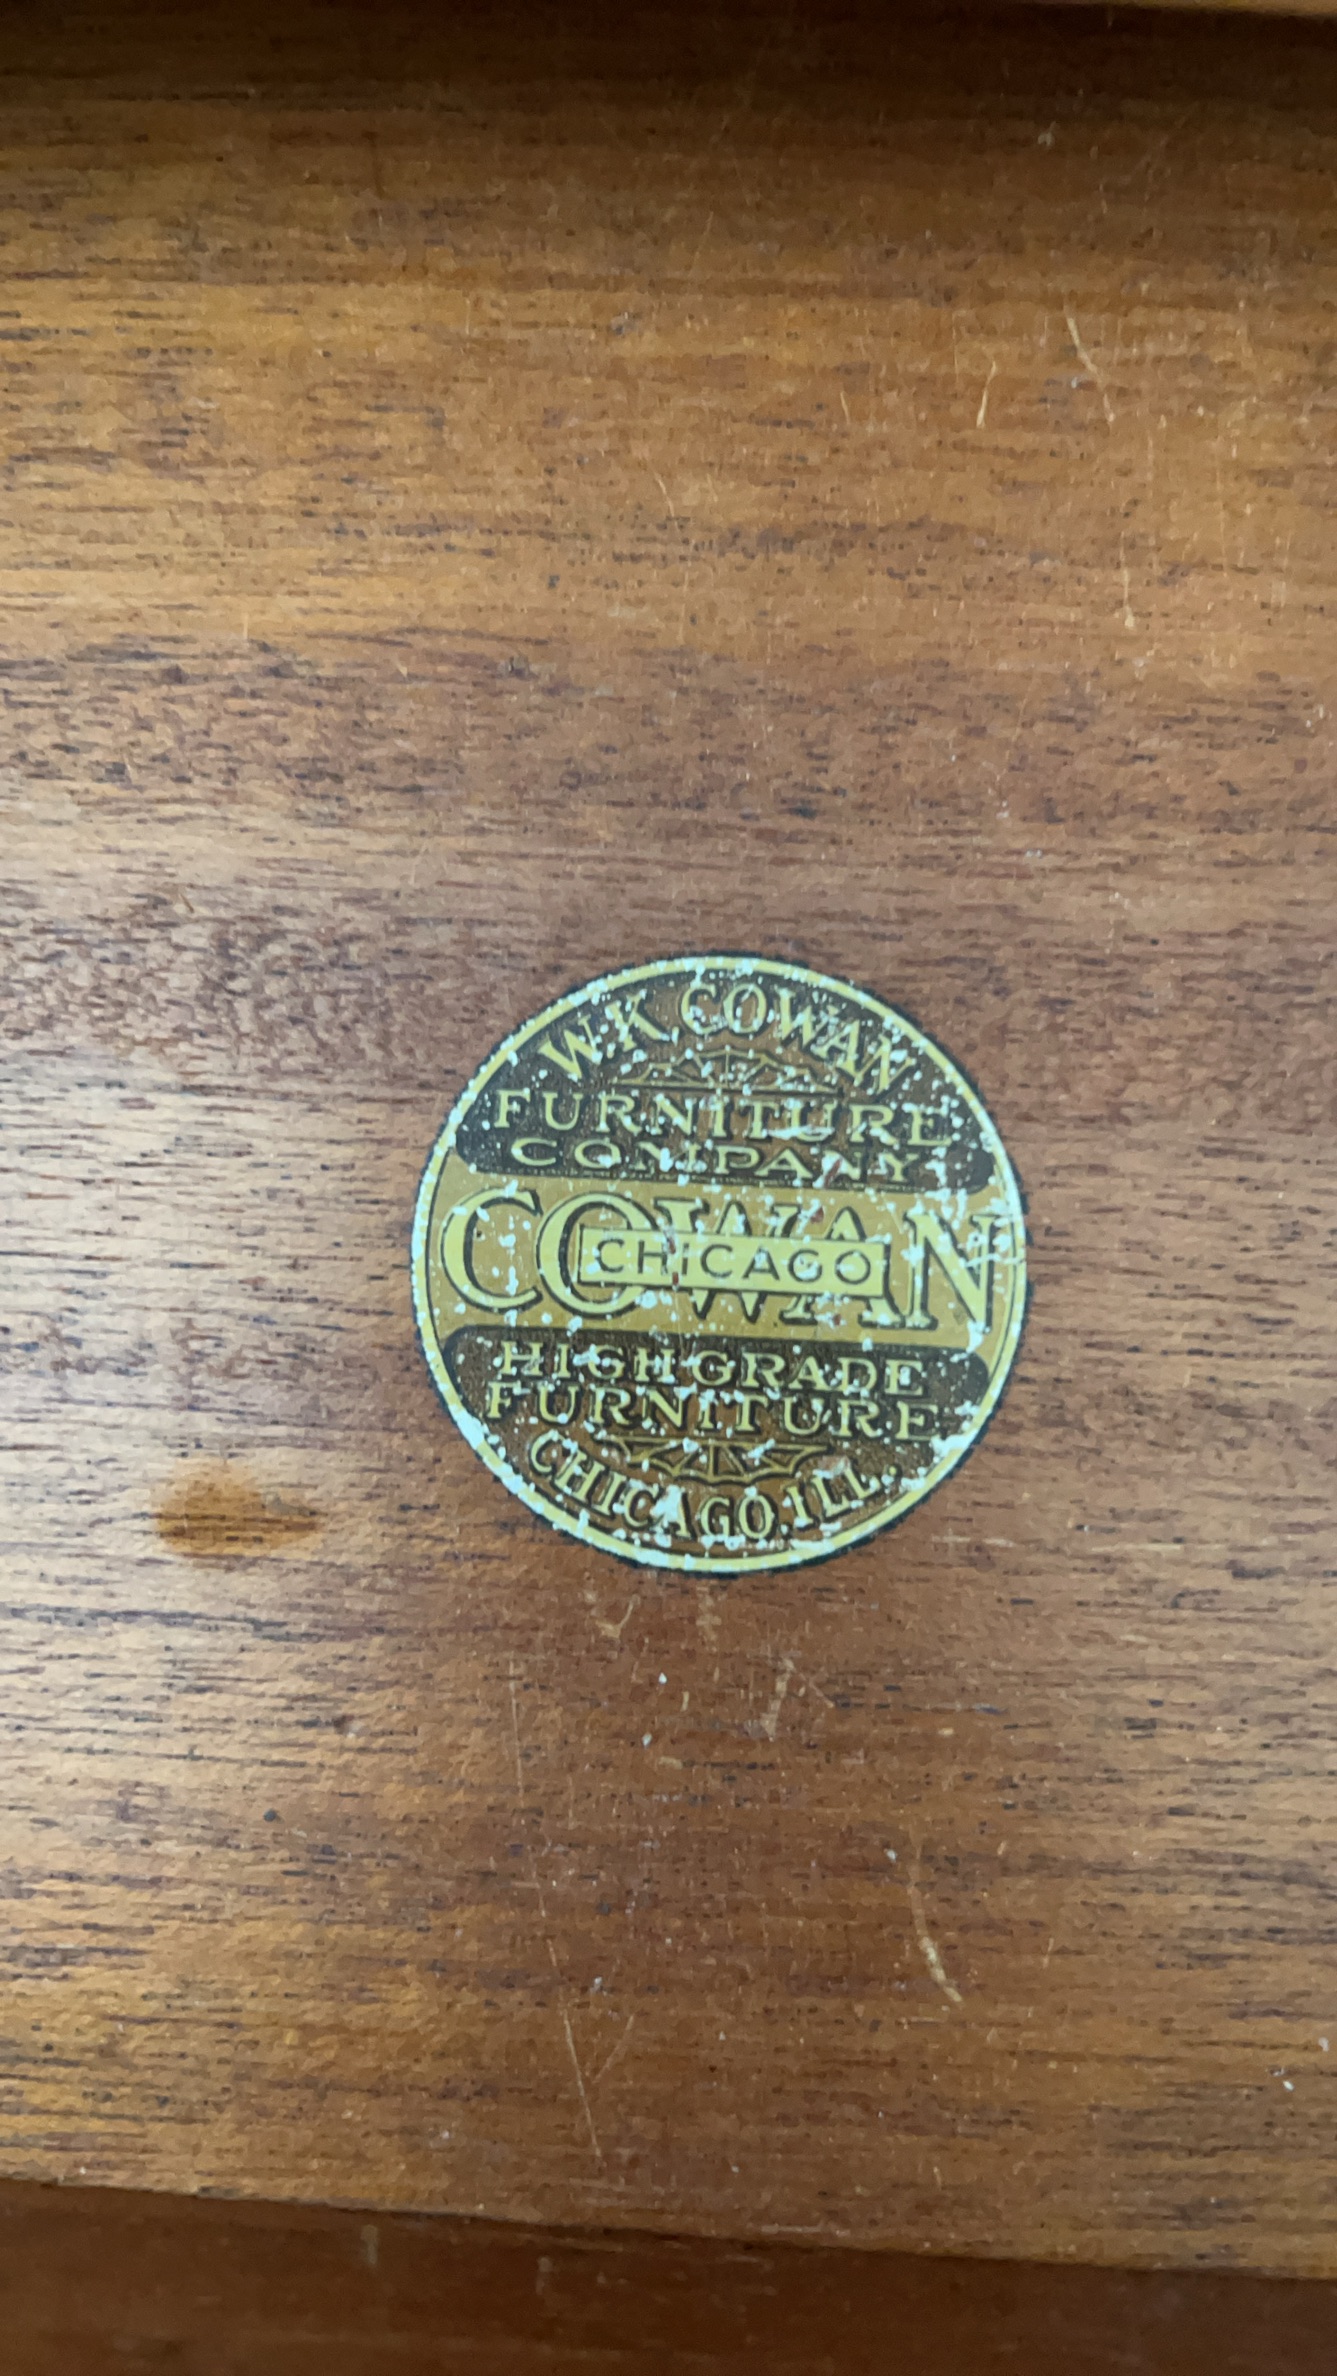 W.K. COWAN
FURNITURE
COMPANY
COWAN
CHICAGO
HIGH GRADE
FURNITURE
CHICAGO. ILL.